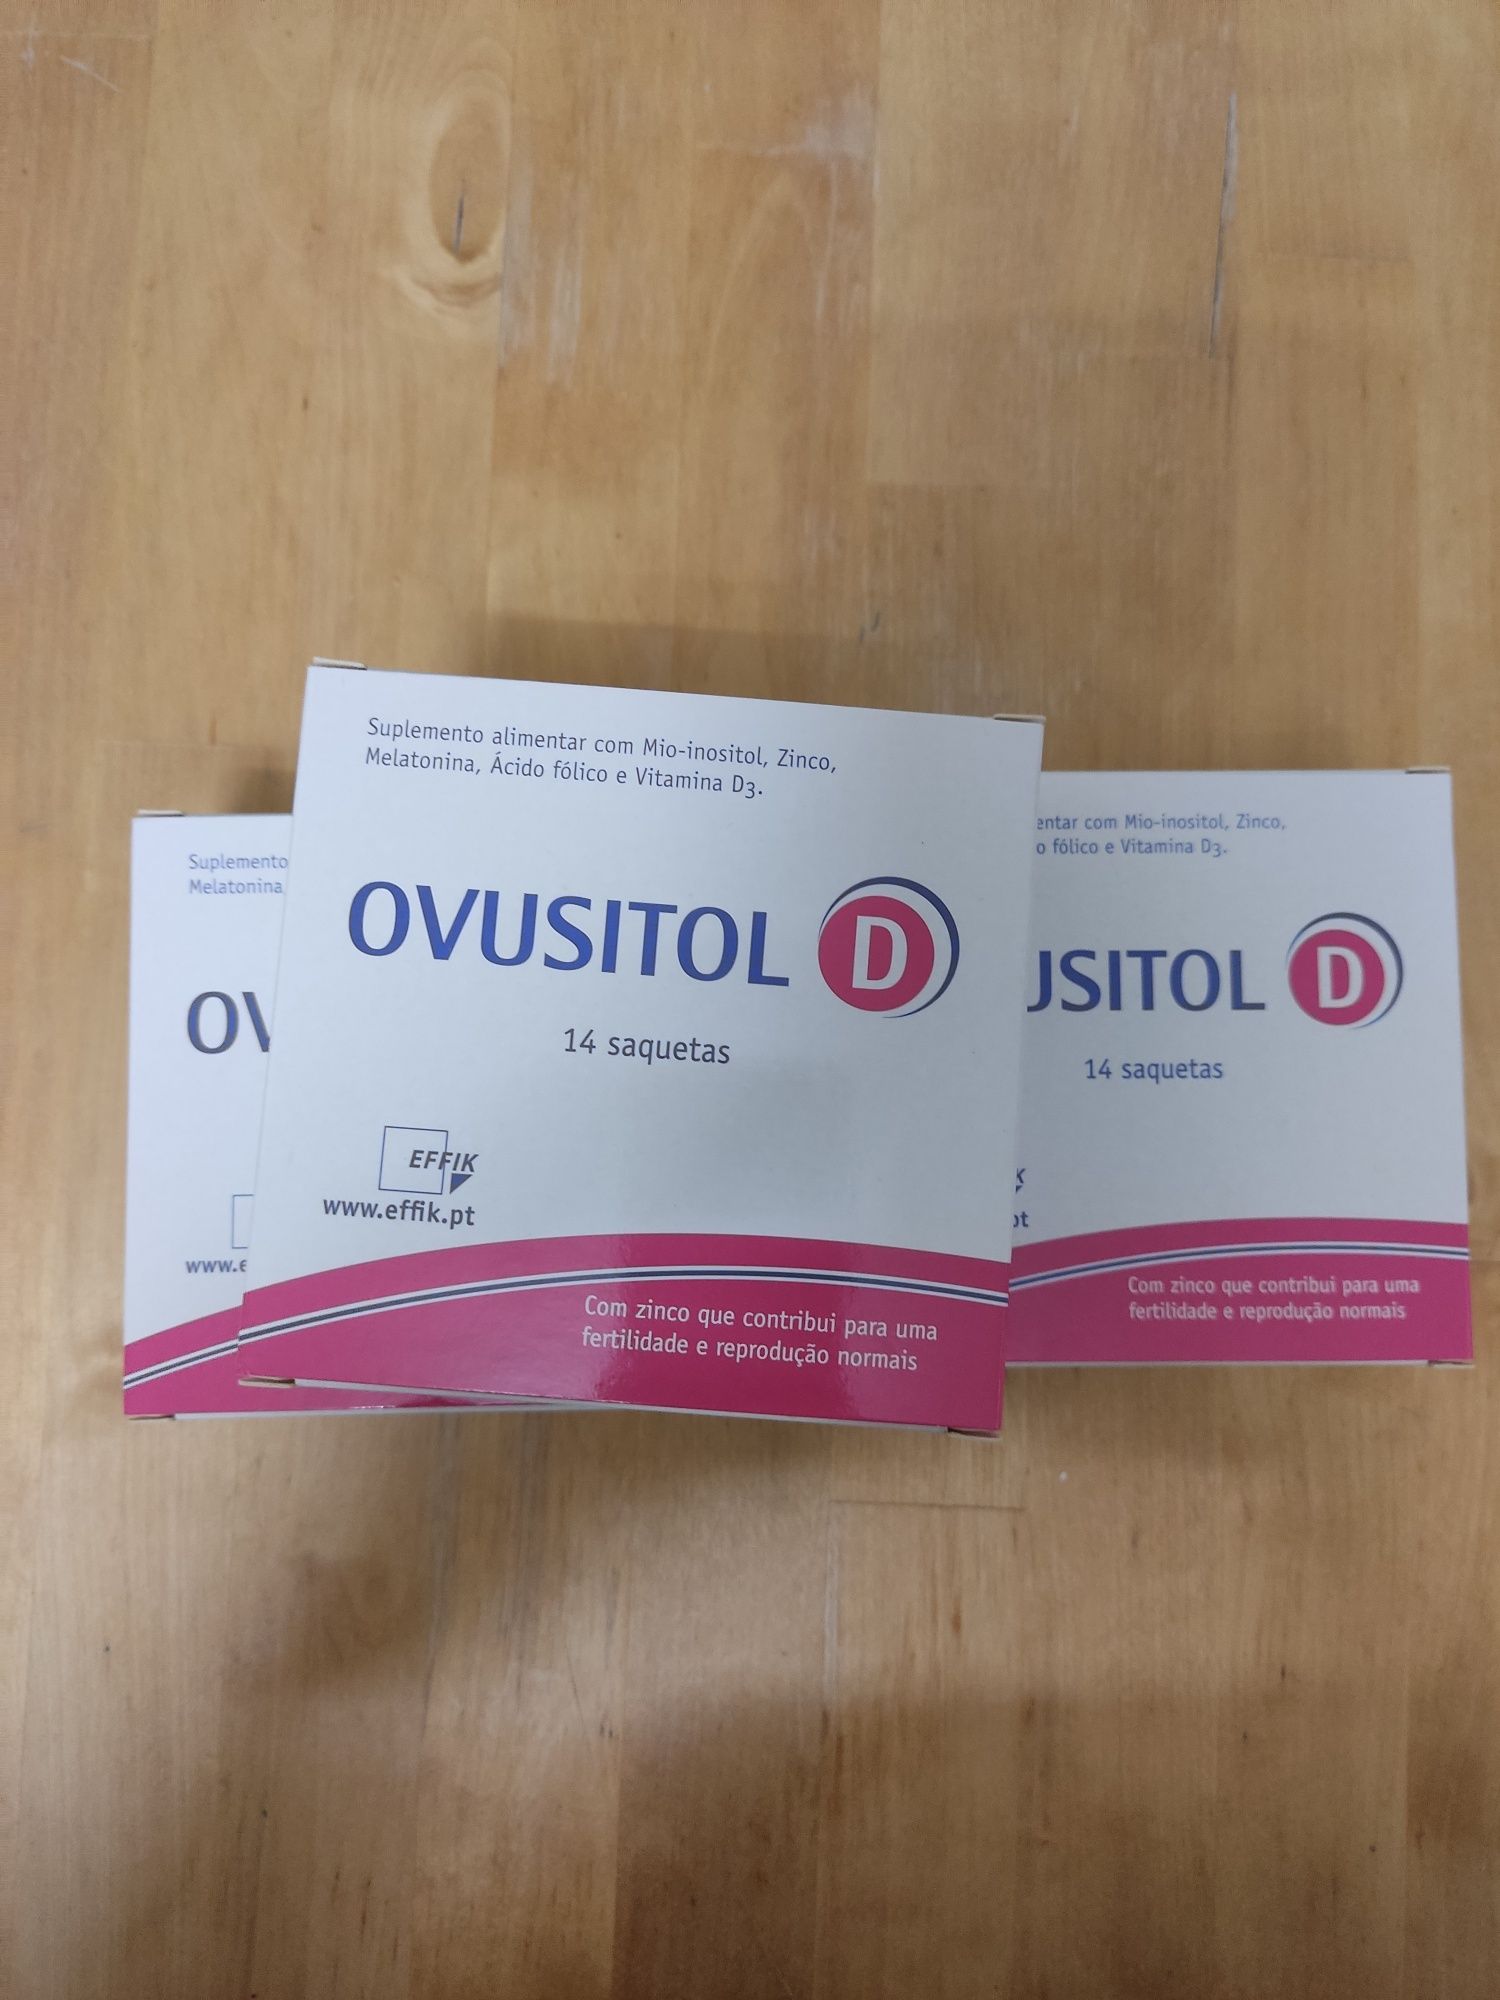 Suplemento alimentar com Mio-inositol, Zinco,
Melatonina, Ácido fólico e Vitamina D3.
OVUSITOL D
14 saquetas
EFFIK
www.effik.pt
Com zinco que contribui para uma
fertilidade e reprodução normais
Suplemento
Melatonina
OV
www.e
entar com Mio-inositol, Zinco,
o fólico e Vitamina D3.
USITOL D
14 saquetas
K
pt
Com zinco que contribui para uma
fertilidade e reprodução normais